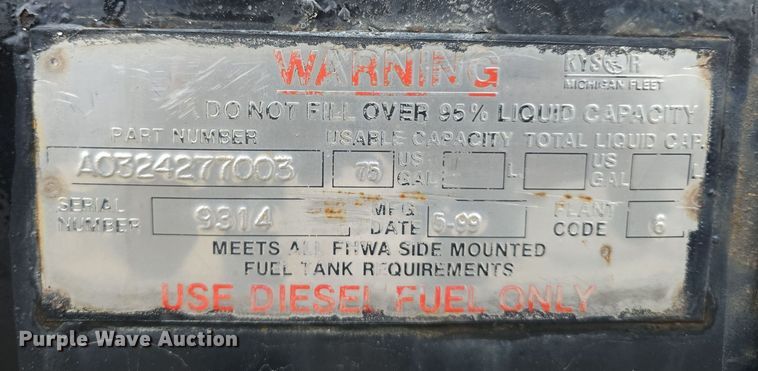 WARNING
KYSOR
MICHIGAN FLEET
DO NOT FILL OVER 95% LIQUID CAPACITY
PART NUMBER USABLE CAPACITY TOTAL LIQUID CAP.
A0324277003 75 US GAL L US GAL L
SERIAL NUMBER 9314 MFG DATE 5-99 PLANT CODE 6
MEETS ALL FHWA SIDE MOUNTED
FUEL TANK REQUIREMENTS
USE DIESEL FUEL ONLY
Purple Wave Auction